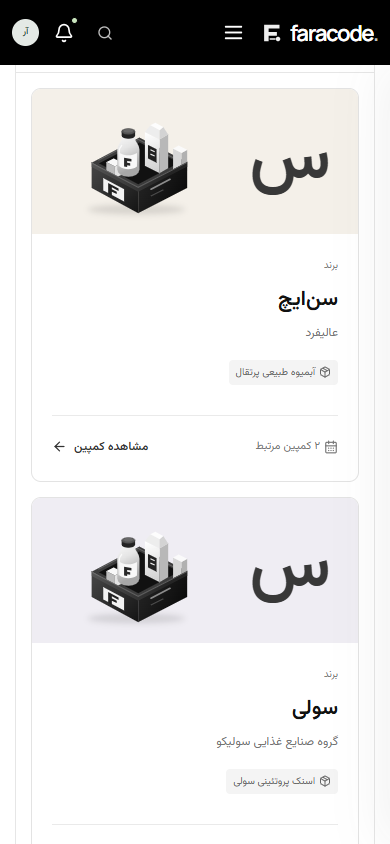 faracode.
آر
س
برند
سن‌ایچ
عالیفرد
آبمیوه طبیعی پرتقال
۲ کمپین مرتبط
مشاهده کمپین
س
برند
سولی
گروه صنایع غذایی سولیکو
اسنک پروتئینی سولی